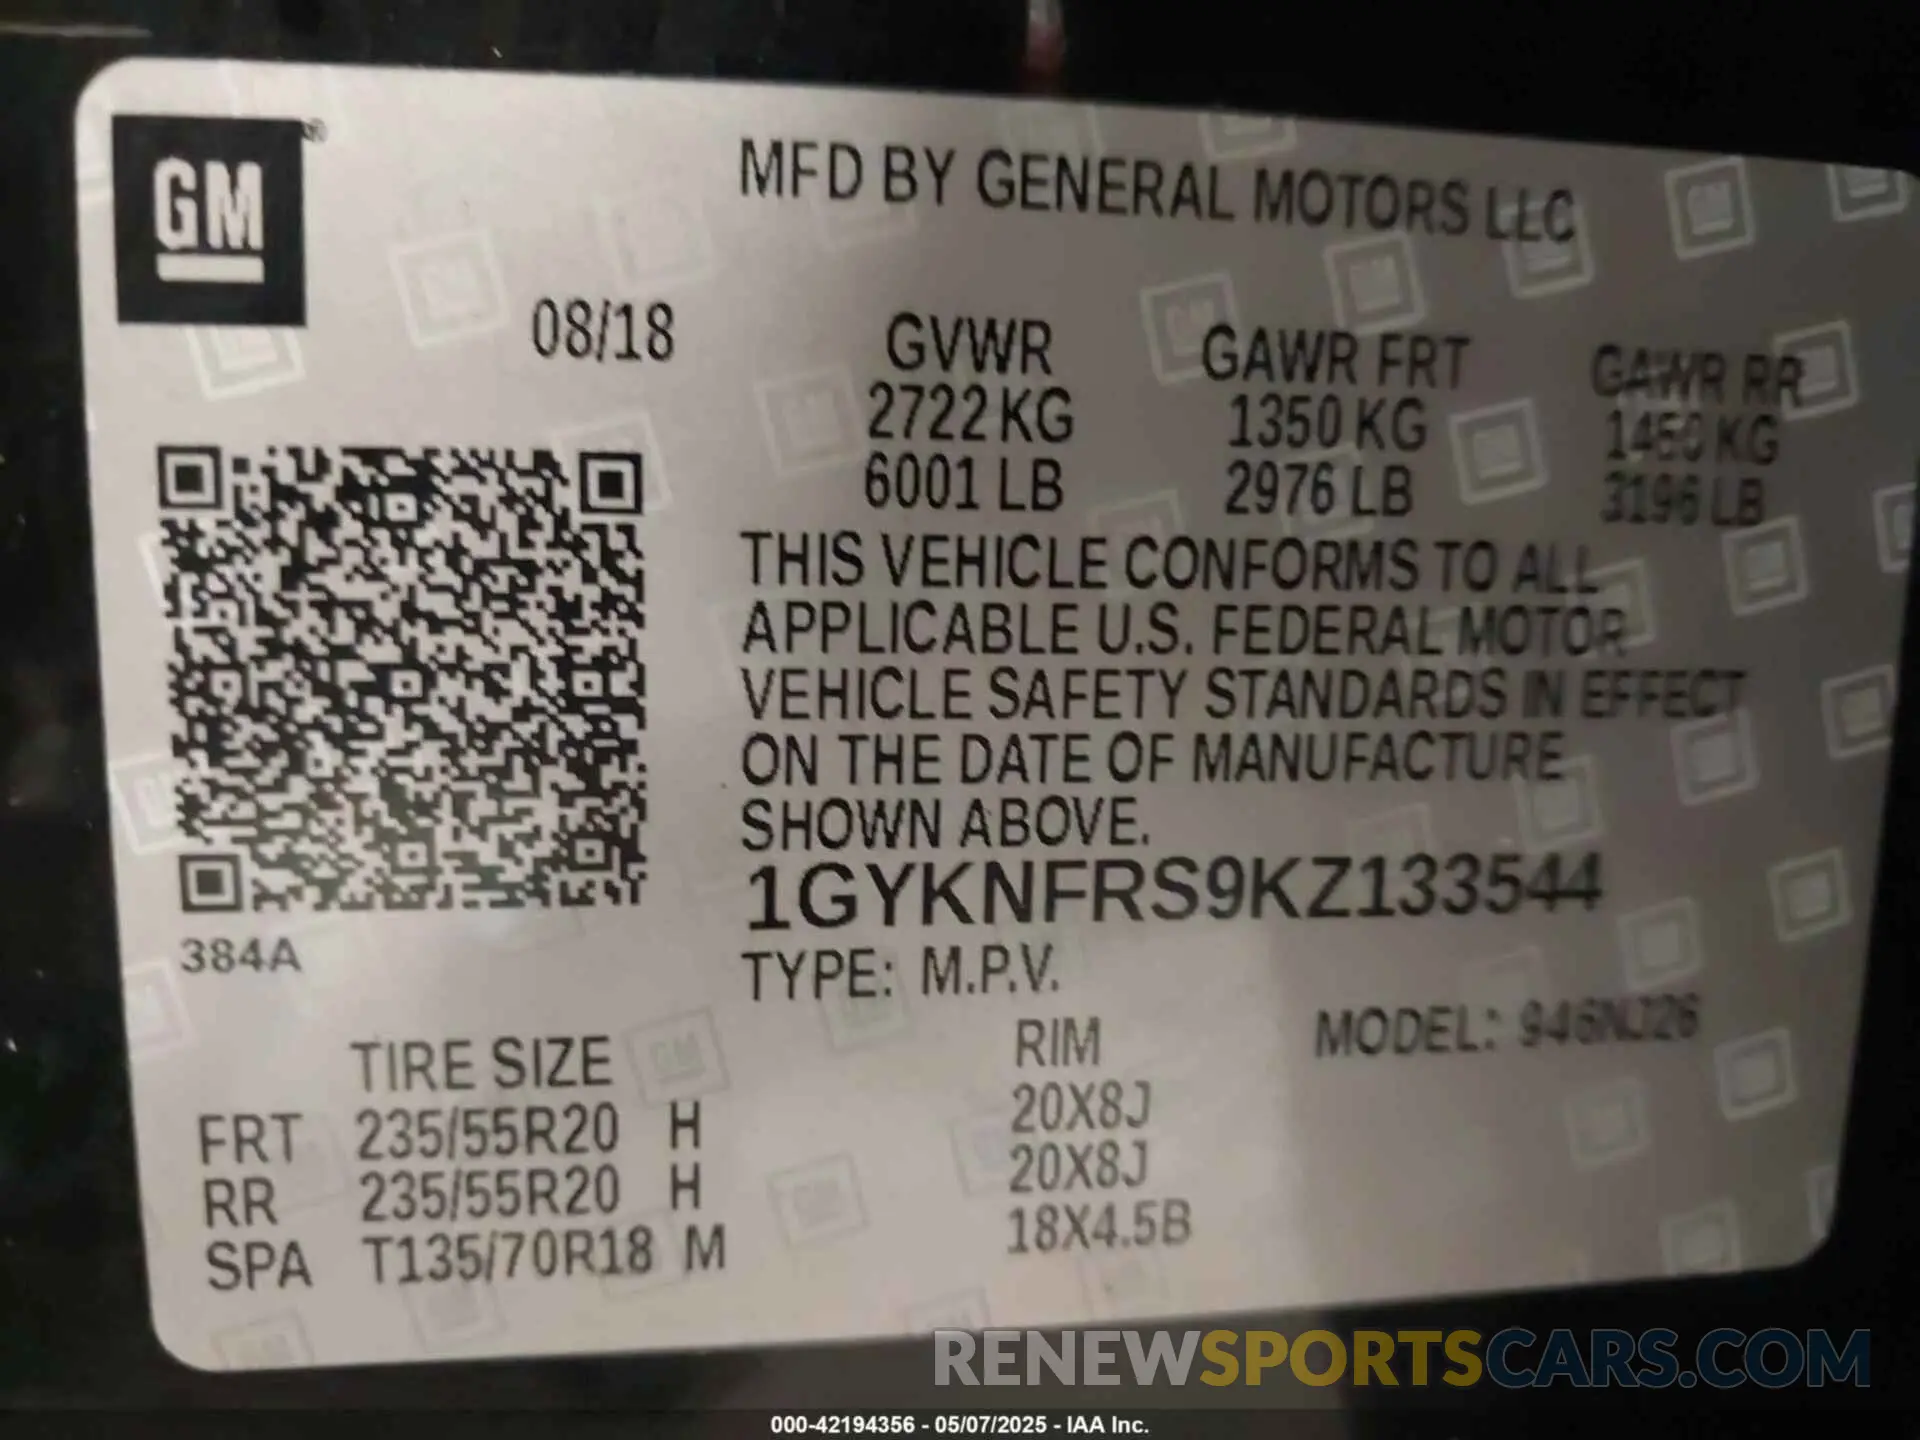 GM
MFD BY GENERAL MOTORS LLC
08/18
GVWR GAWR FRT GAWR RR
2722 KG 1350 KG 1450 KG
6001 LB 2976 LB 3196 LB
THIS VEHICLE CONFORMS TO ALL
APPLICABLE U.S. FEDERAL MOTOR
VEHICLE SAFETY STANDARDS IN EFFECT
ON THE DATE OF MANUFACTURE
SHOWN ABOVE.
1GYKNFRS9KZ133544
384A
TYPE: M.P.V.
MODEL: 946NJ26
TIRE SIZE RIM
FRT 235/55R20 H 20X8J
RR 235/55R20 H 20X8J
SPA T135/70R18 M 18X4.5B
RENEWSPORTSCARS.COM
000-42194356 - 05/07/2025 - IAA Inc.